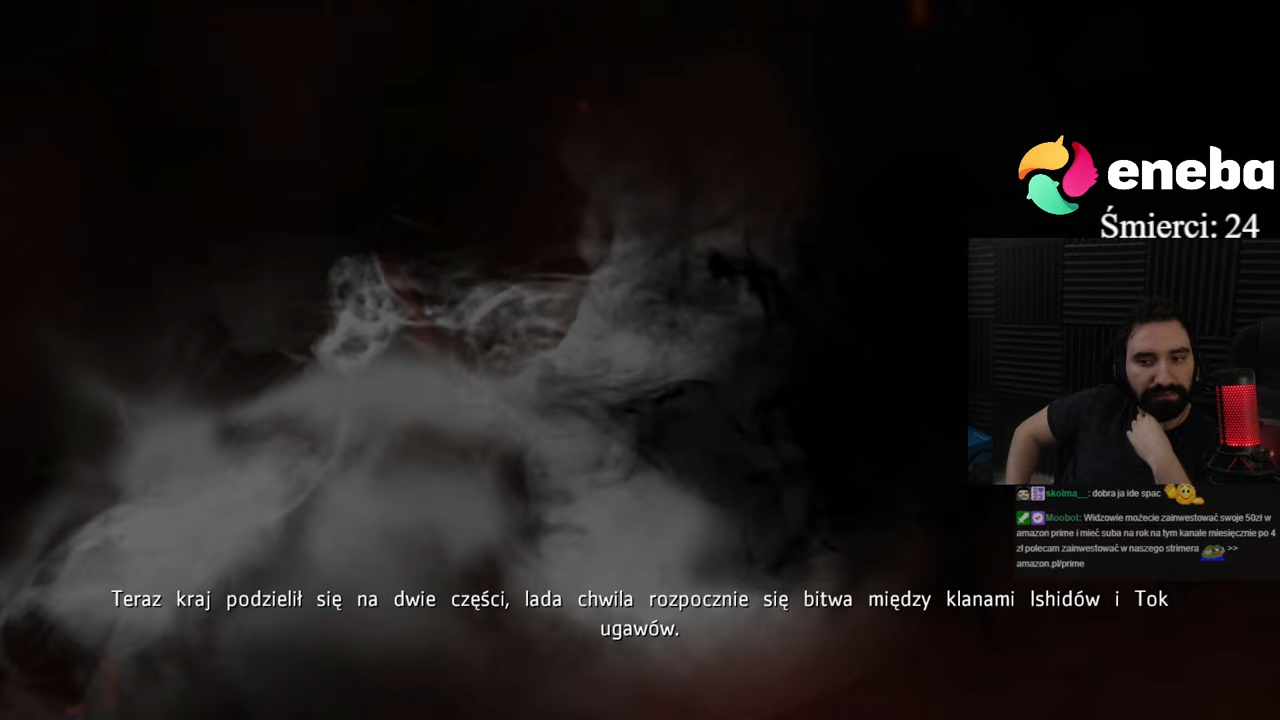 eneba
Śmierci: 24
skolma__: dobra ja ide spac
Moobot: Widzowie możecie zainwestować swoje 50zł w
amazon prime i mieć suba na rok na tym kanale miesięcznie po 4
zł polecam zainwestować w naszego strimera >>
amazon.pl/prime
Teraz kraj podzielił się na dwie części, lada chwila rozpocznie się bitwa między klanami Ishidów i Tok
ugawów.